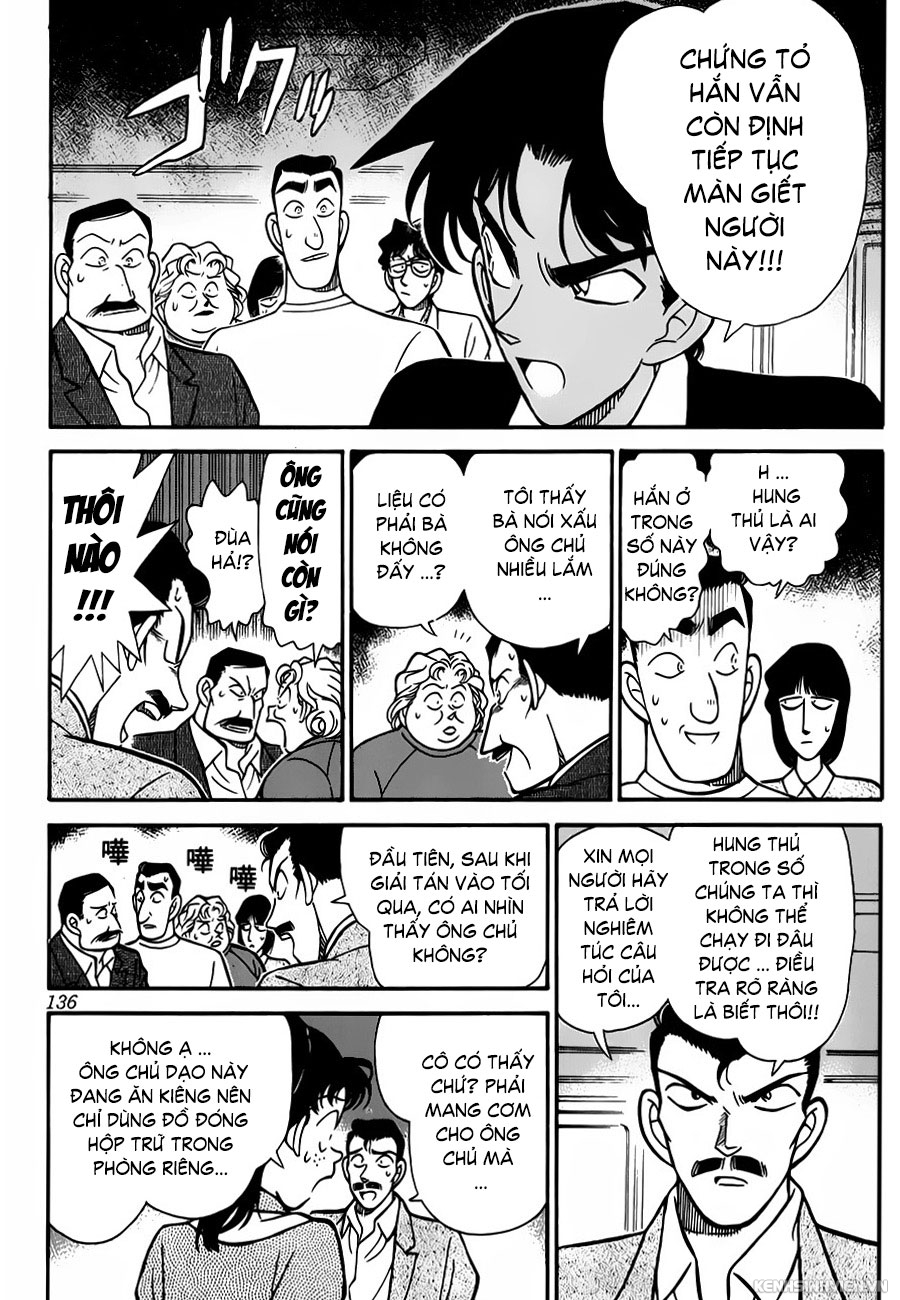 ゴクッ
CHỨNG TỎ
HẮN VẪN
CÒN ĐỊNH
TIẾP TỤC
MÀN GIẾT
NGƯỜI
NÀY!!!
H ...
HUNG
THỦ LÀ AI
VẬY?
HẮN Ở
TRONG
SỐ NÀY
ĐÚNG
KHÔNG?
TÔI THẤY
BÀ NÓI XẤU
ÔNG CHỦ
NHIỀU LẮM
...
LIỆU CÓ
PHẢI BÀ
KHÔNG
ĐẤY ...?
ÔNG
CŨNG
NÓI
CÒN
GÌ?
ĐÙA
HẢ!?
THÔI
NÀO
!!!
HUNG THỦ
TRONG SỐ
CHÚNG TA THÌ
KHÔNG THỂ
CHẠY ĐI ĐÂU
ĐƯỢC ... ĐIỀU
TRA RÕ RÀNG
LÀ BIẾT THÔI!!
XIN MỌI
NGƯỜI HÃY
TRẢ LỜI
NGHIÊM
TÚC CÂU
HỎI CỦA
TÔI...
ĐẦU TIÊN, SAU KHI
GIẢI TÁN VÀO TỐI
QUA, CÓ AI NHÌN
THẤY ÔNG CHỦ
KHÔNG?
嘩
嘩
嘩
136
CÔ CÓ THẤY
CHỨ? PHẢI
MANG CƠM
CHO ÔNG
CHỦ MÀ
...
KHÔNG Ạ ...
ÔNG CHỦ DẠO NÀY
ĐANG ĂN KIÊNG NÊN
CHỈ DÙNG ĐỒ ĐÓNG
HỘP TRỮ TRONG
PHÒNG RIÊNG...
KENHSINHVIEN.VN